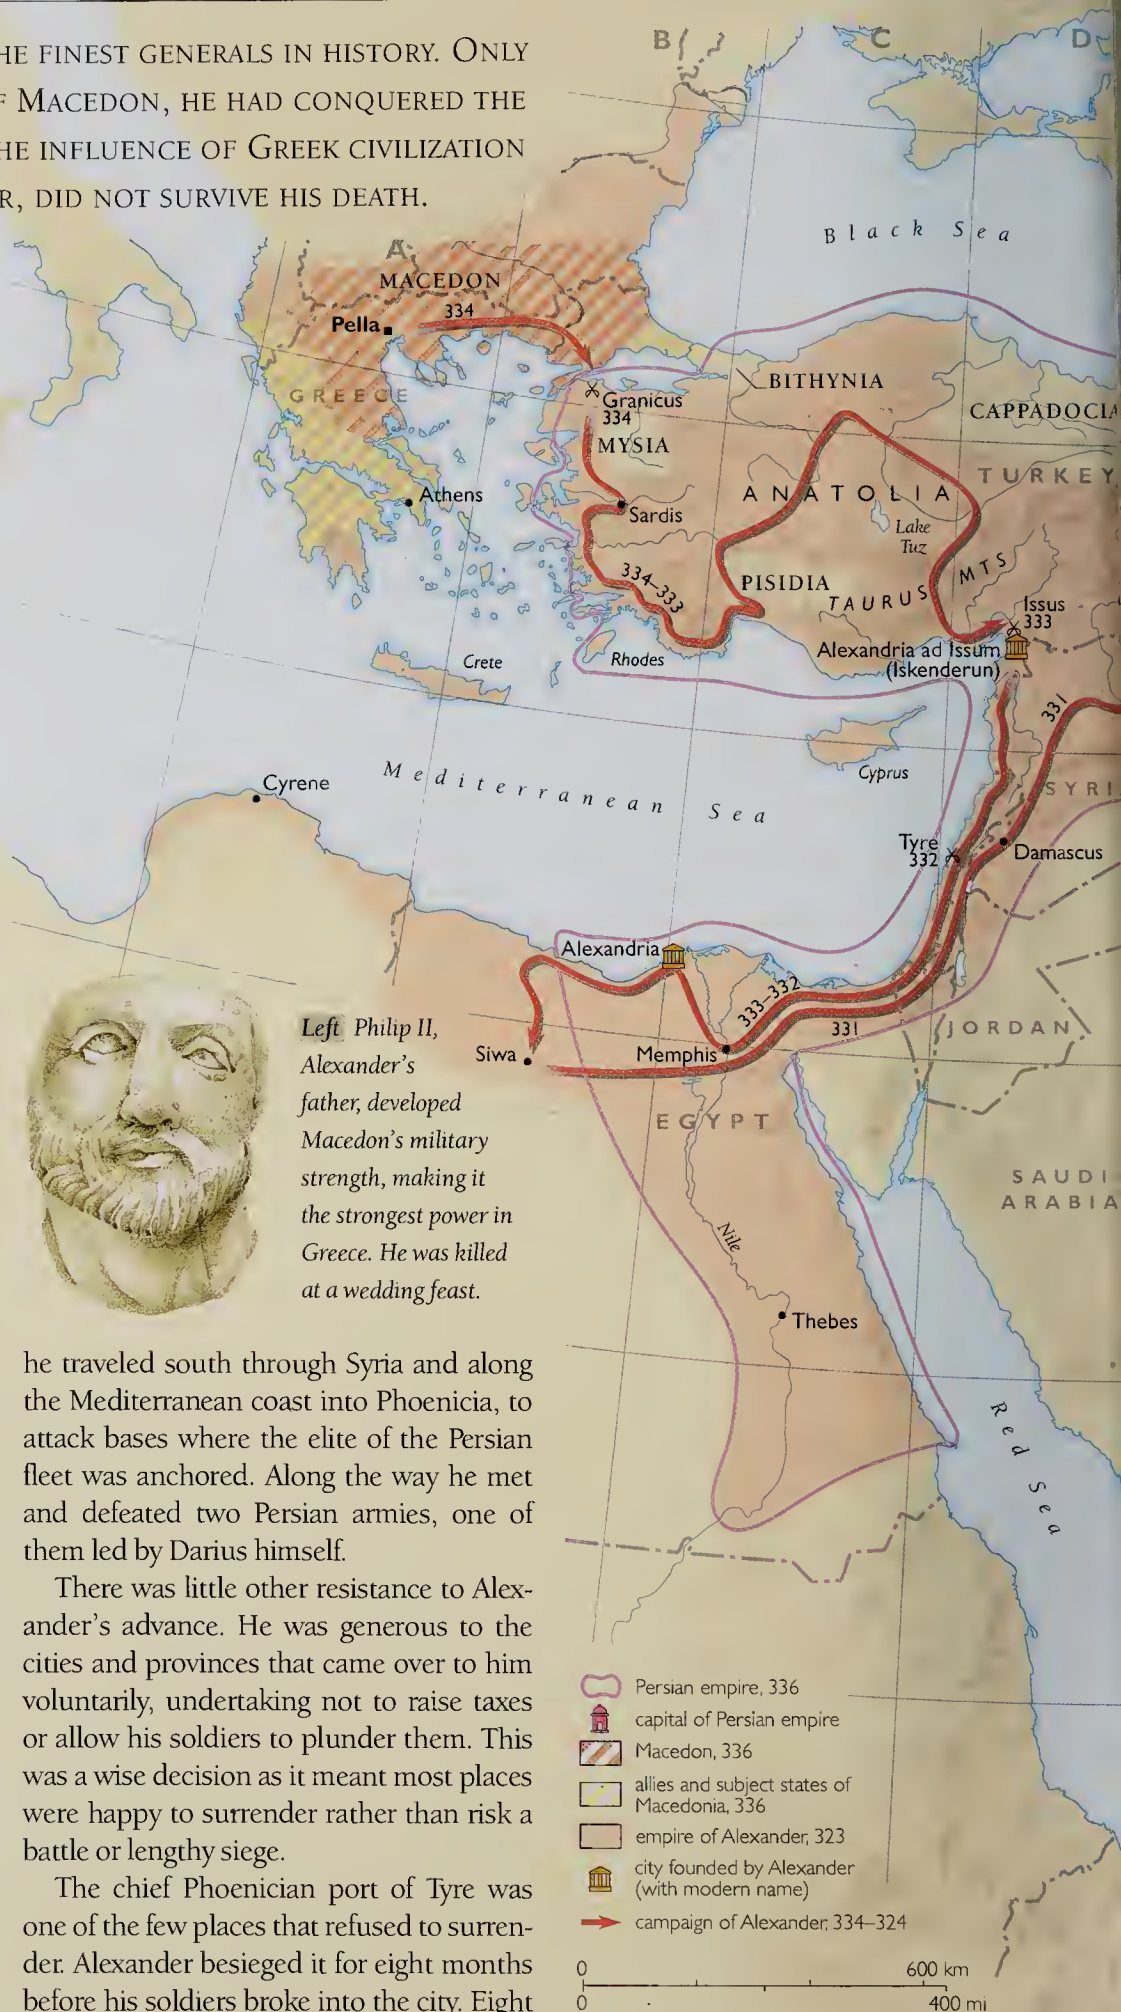 HE FINEST GENERALS IN HISTORY. ONLY
MACEDON, HE HAD CONQUERED THE
HE INFLUENCE OF GREEK CIVILIZATION
R, DID NOT SURVIVE HIS DEATH.
B
C
D
Black Sea
A
MACEDON
334
Pella
GREECE
BITHYNIA
CAPPADOCIA
Granicus
334
MYSIA
TURKEY
ANATOLIA
Athens
Sardis
Lake
Tuz
334–333
PISIDIA
TAURUS MTS
Issus
333
Alexandria ad Issum
(Iskenderun)
Crete
Rhodes
331
Cyprus
SYRI
Cyrene
Mediterranean Sea
Tyre
332
Damascus
Alexandria
333–332
331
JORDAN
Siwa
Memphis
EGYPT
SAUDI
ARABIA
Nile
Thebes
Red Sea
Left Philip II,
Alexander's
father, developed
Macedon's military
strength, making it
the strongest power in
Greece. He was killed
at a wedding feast.
he traveled south through Syria and along
the Mediterranean coast into Phoenicia, to
attack bases where the elite of the Persian
fleet was anchored. Along the way he met
and defeated two Persian armies, one of
them led by Darius himself.
There was little other resistance to Alex-
ander's advance. He was generous to the
cities and provinces that came over to him
voluntarily, undertaking not to raise taxes
or allow his soldiers to plunder them. This
was a wise decision as it meant most places
were happy to surrender rather than risk a
battle or lengthy siege.
The chief Phoenician port of Tyre was
one of the few places that refused to surren-
der. Alexander besieged it for eight months
before his soldiers broke into the city. Eight
Persian empire, 336
capital of Persian empire
Macedon, 336
allies and subject states of
Macedonia, 336
empire of Alexander, 323
city founded by Alexander
(with modern name)
campaign of Alexander, 334–324
0
600 km
0
400 mi